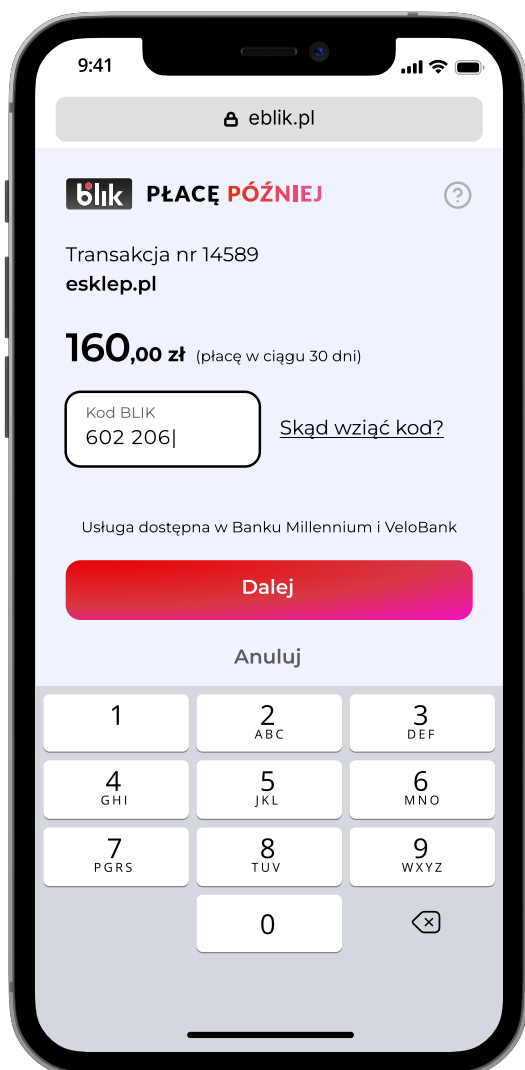 9:41
eblik.pl
blik PŁACĘ PÓŹNIEJ
?
Transakcja nr 14589
esklep.pl
160,00 zł (płacę w ciągu 30 dni)
Kod BLIK
602 206
Skąd wziąć kod?
Usługa dostępna w Banku Millennium i VeloBank
Dalej
Anuluj
1 2 3
ABC DEF
4 5 6
GHI JKL MNO
7 8 9
PGRS TUV WXYZ
0